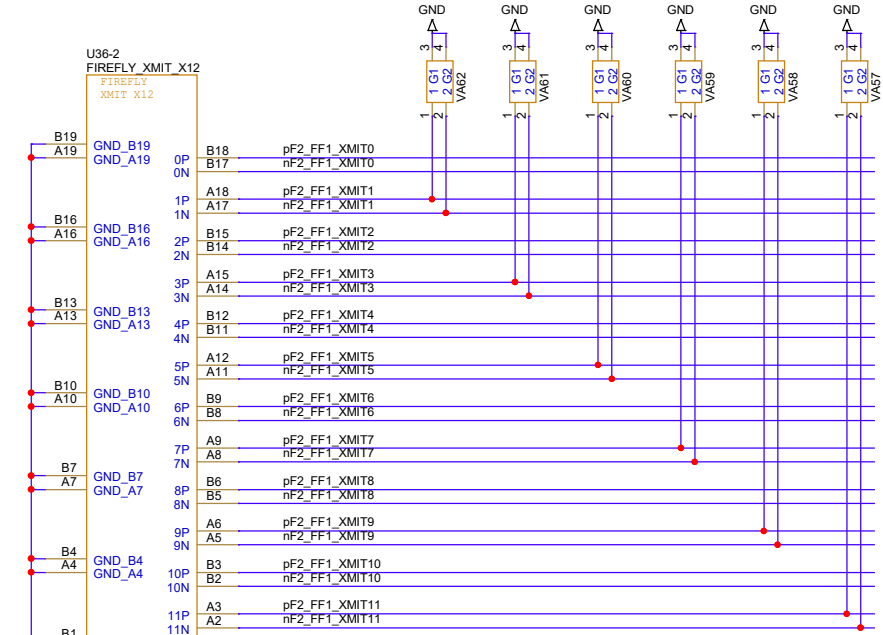 GND GND GND GND GND GND
U36-2
FIREFLY_XMIT_X12
FIREFLY
XMIT X12
3 4 3 4 3 4 3 4 3 4 3 4
1 G1 1 G1 1 G1 1 G1 1 G1 1 G1
2 G2 2 G2 2 G2 2 G2 2 G2 2 G2
VA62 VA61 VA60 VA59 VA58 VA57
1 2 1 2 1 2 1 2 1 2 1 2
B19 GND_B19
A19 GND_A19
0P B18 pF2_FF1_XMIT0
0N B17 nF2_FF1_XMIT0
1P A18 pF2_FF1_XMIT1
1N A17 nF2_FF1_XMIT1
B16 GND_B16
A16 GND_A16
2P B15 pF2_FF1_XMIT2
2N B14 nF2_FF1_XMIT2
3P A15 pF2_FF1_XMIT3
3N A14 nF2_FF1_XMIT3
B13 GND_B13
A13 GND_A13
4P B12 pF2_FF1_XMIT4
4N B11 nF2_FF1_XMIT4
5P A12 pF2_FF1_XMIT5
5N A11 nF2_FF1_XMIT5
B10 GND_B10
A10 GND_A10
6P B9 pF2_FF1_XMIT6
6N B8 nF2_FF1_XMIT6
7P A9 pF2_FF1_XMIT7
7N A8 nF2_FF1_XMIT7
B7 GND_B7
A7 GND_A7
8P B6 pF2_FF1_XMIT8
8N B5 nF2_FF1_XMIT8
9P A6 pF2_FF1_XMIT9
9N A5 nF2_FF1_XMIT9
B4 GND_B4
A4 GND_A4
10P B3 pF2_FF1_XMIT10
10N B2 nF2_FF1_XMIT10
11P A3 pF2_FF1_XMIT11
11N A2 nF2_FF1_XMIT11
B1